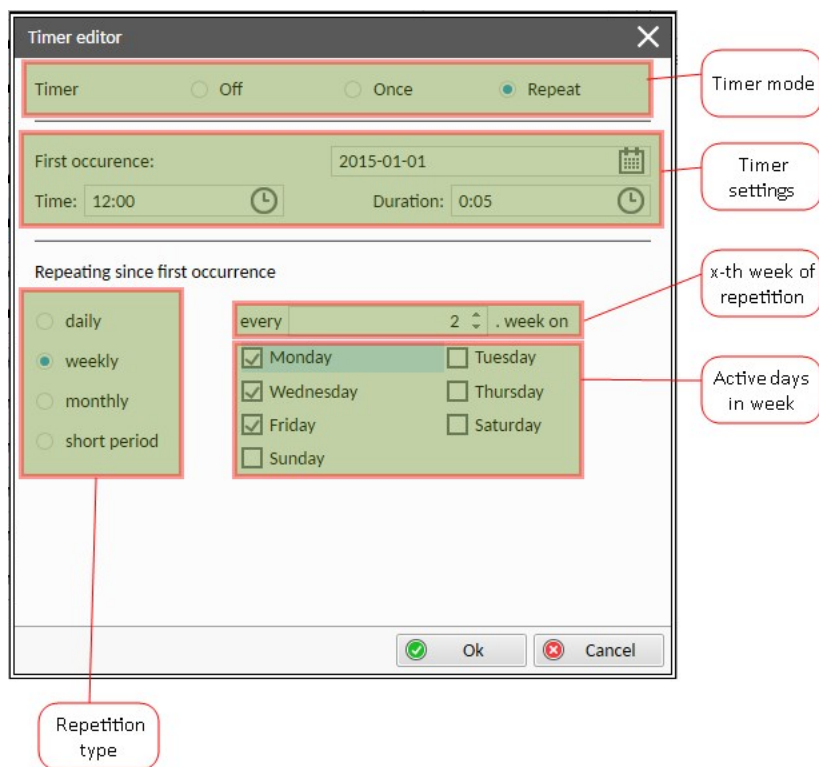 Timer editor
Timer Off Once Repeat
Timer mode
First occurence: 2015-01-01
Time: 12:00 Duration: 0:05
Timer
settings
Repeating since first occurrence
x-th week of
repetition
daily
weekly
monthly
short period
every 2 . week on
Monday Tuesday
Wednesday Thursday
Friday Saturday
Sunday
Active days
in week
Ok Cancel
Repetition
type